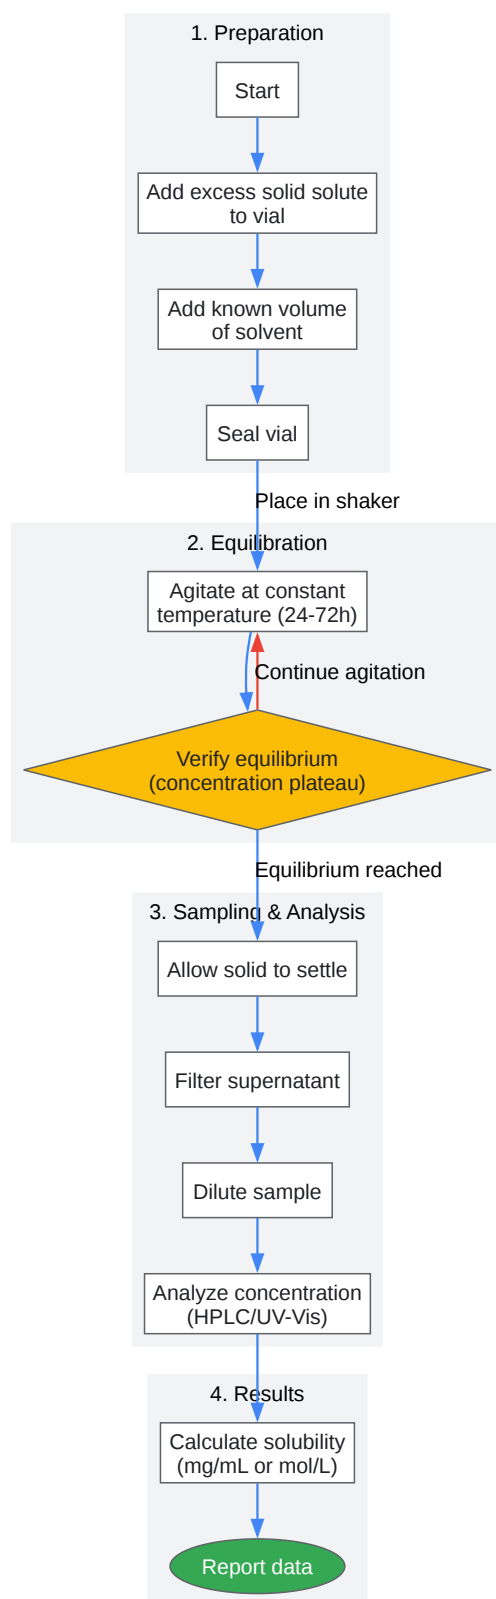 1. Preparation
Start
Add excess solid solute
to vial
Add known volume
of solvent
Seal vial
Place in shaker
2. Equilibration
Agitate at constant
temperature (24-72h)
Continue agitation
Verify equilibrium
(concentration plateau)
Equilibrium reached
3. Sampling & Analysis
Allow solid to settle
Filter supernatant
Dilute sample
Analyze concentration
(HPLC/UV-Vis)
4. Results
Calculate solubility
(mg/mL or mol/L)
Report data